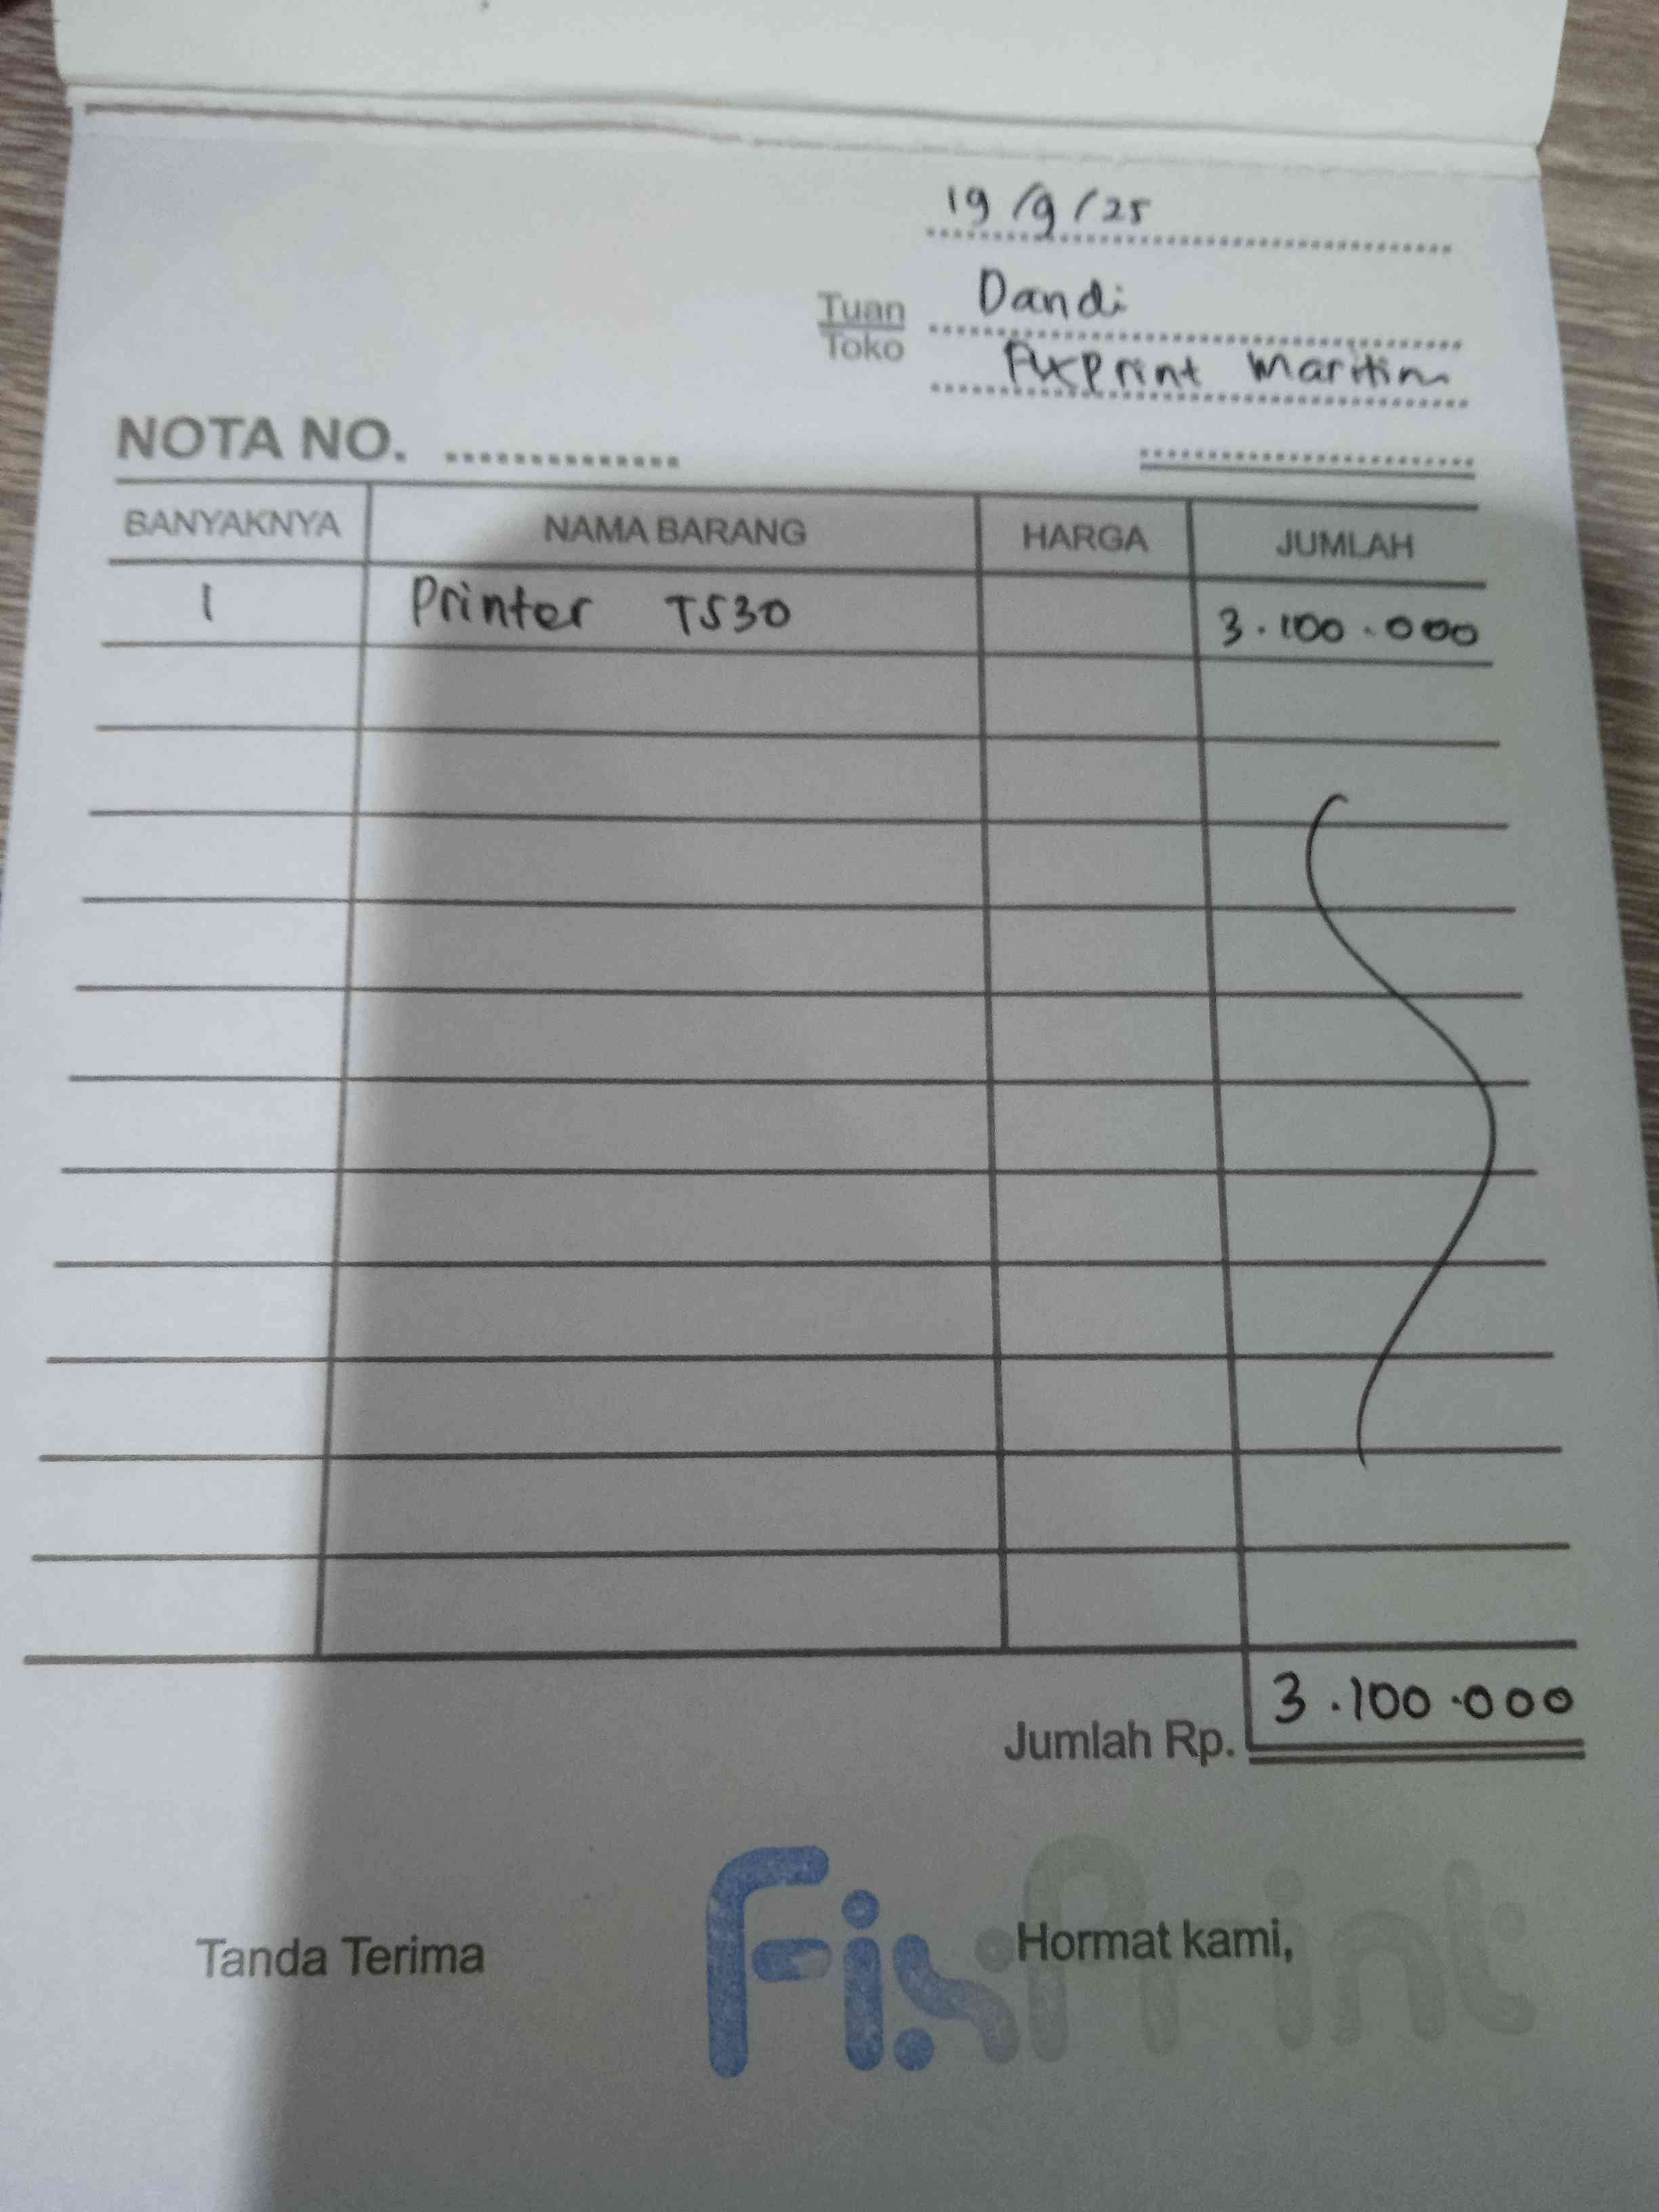 19/9/25
Tuan Dandi
Toko FixPrint Maritim
NOTA NO. ..............
BANYAKNYA NAMA BARANG HARGA JUMLAH
1 Printer TS30 3.100.000
Jumlah Rp. 3.100.000
Tanda Terima Hormat kami,
FixPrint